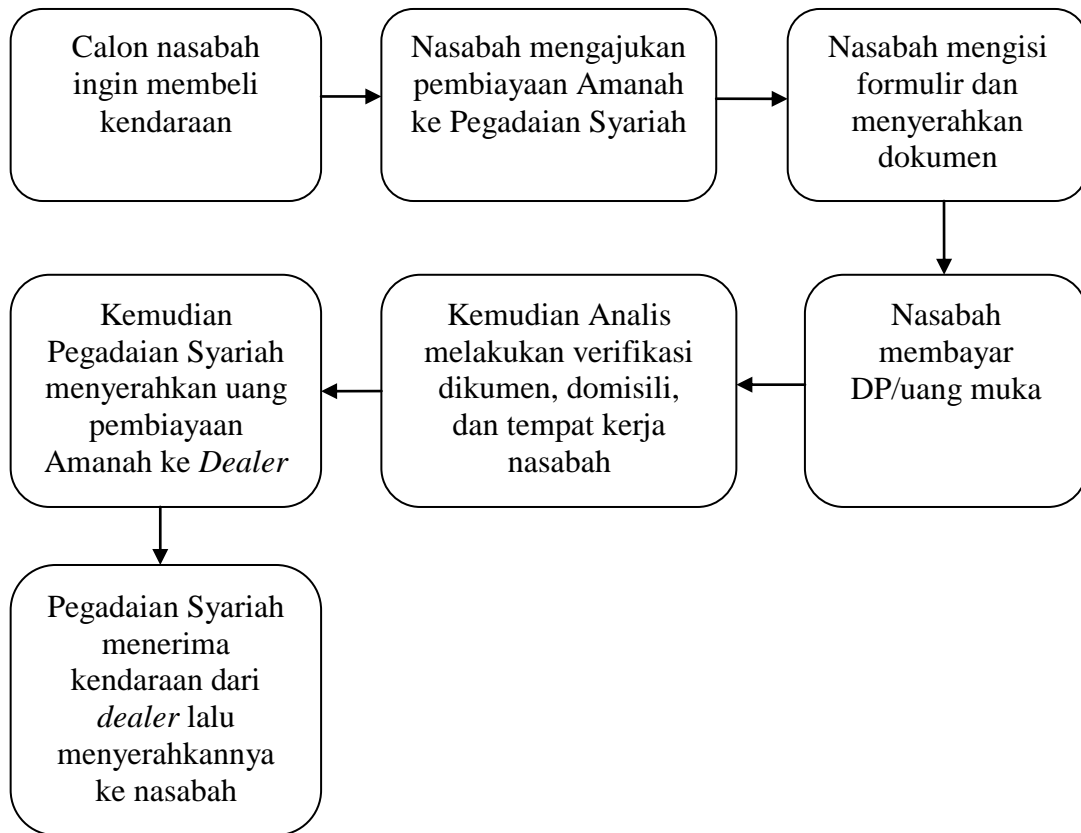 Calon nasabah
ingin membeli
kendaraan
Nasabah mengajukan
pembiayaan Amanah
ke Pegadaian Syariah
Nasabah mengisi
formulir dan
menyerahkan
dokumen
Nasabah
membayar
DP/uang muka
Kemudian Analis
melakukan verifikasi
dikumen, domisili,
dan tempat kerja
nasabah
Kemudian
Pegadaian Syariah
menyerahkan uang
pembiayaan
Amanah ke Dealer
Pegadaian Syariah
menerima
kendaraan dari
dealer lalu
menyerahkannya
ke nasabah